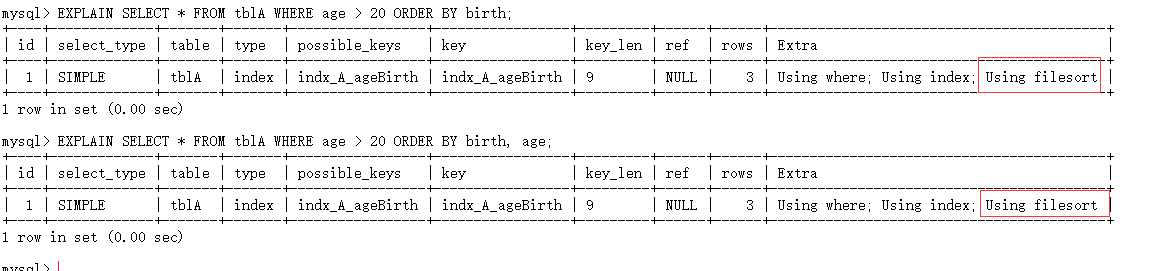 mysql> EXPLAIN SELECT * FROM tblA WHERE age > 20 ORDER BY birth;
+----+-------------+-------+-------+----------------+----------------+---------+------+------+------------------------------------------+
| id | select_type | table | type | possible_keys | key | key_len | ref | rows | Extra |
+----+-------------+-------+-------+----------------+----------------+---------+------+------+------------------------------------------+
| 1 | SIMPLE | tblA | index | indx_A_ageBirth | indx_A_ageBirth | 9 | NULL | 3 | Using where; Using index; Using filesort |
+----+-------------+-------+-------+----------------+----------------+---------+------+------+------------------------------------------+
1 row in set (0.00 sec)
mysql> EXPLAIN SELECT * FROM tblA WHERE age > 20 ORDER BY birth, age;
+----+-------------+-------+-------+----------------+----------------+---------+------+------+------------------------------------------+
| id | select_type | table | type | possible_keys | key | key_len | ref | rows | Extra |
+----+-------------+-------+-------+----------------+----------------+---------+------+------+------------------------------------------+
| 1 | SIMPLE | tblA | index | indx_A_ageBirth | indx_A_ageBirth | 9 | NULL | 3 | Using where; Using index; Using filesort |
+----+-------------+-------+-------+----------------+----------------+---------+------+------+------------------------------------------+
1 row in set (0.00 sec)
mysql>